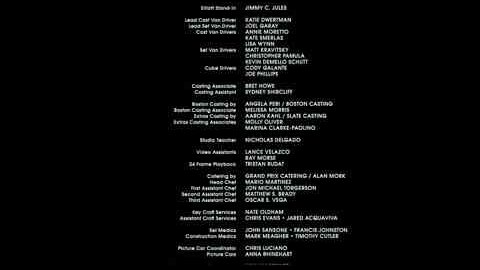 Elliott Stand-In JIMMY C. JULES
Lead Cast Van Driver KATIE DWERTMAN
Lead Set Van Driver JOEL GARAY
Cast Van Drivers ANNIE MORETTO
KATE EMERLAE
LISA WYNN
Set Van Drivers MATT KRAVITSKY
CHRISTOPHER PAMULA
KEVIN DEMELLO SCHUTT
Cube Drivers CODY GALANTE
JOE PHILLIPS
Casting Associate BRET HOWE
Casting Assistant SYDNEY SHIRCLIFF
Boston Casting by ANGELA PERI / BOSTON CASTING
Boston Casting Associate MELISSA MORRIS
Extras Casting by AARON KAHL / SLATE CASTING
Extras Casting Associates MOLLY OLIVER
MARINA CLARKE-PAOLINO
Studio Teacher NICHOLAS DELGADO
Video Assistants LANCE VELAZCO
RAY MORSE
24 Frame Playback TRISTAN RUDAT
Catering by GRAND PRIX CATERING / ALAN MORK
Head Chef MARIO MARTINEZ
First Assistant Chef JON MICHAEL TORGERSON
Second Assistant Chef MATTHEW S. BRADY
Third Assistant Chef OSCAR S. VEGA
Key Craft Services NATE OLDHAM
Assistant Craft Services CHRIS EVANS • JARED ACQUAVIVA
Set Medics JOHN SANSONE • FRANCIS JOHNSTON
Construction Medics MARK MEAGHER • TIMOTHY CUTLER
Picture Car Coordinator CHRIS LUCIANO
Picture Cars ANNA RHINEHART